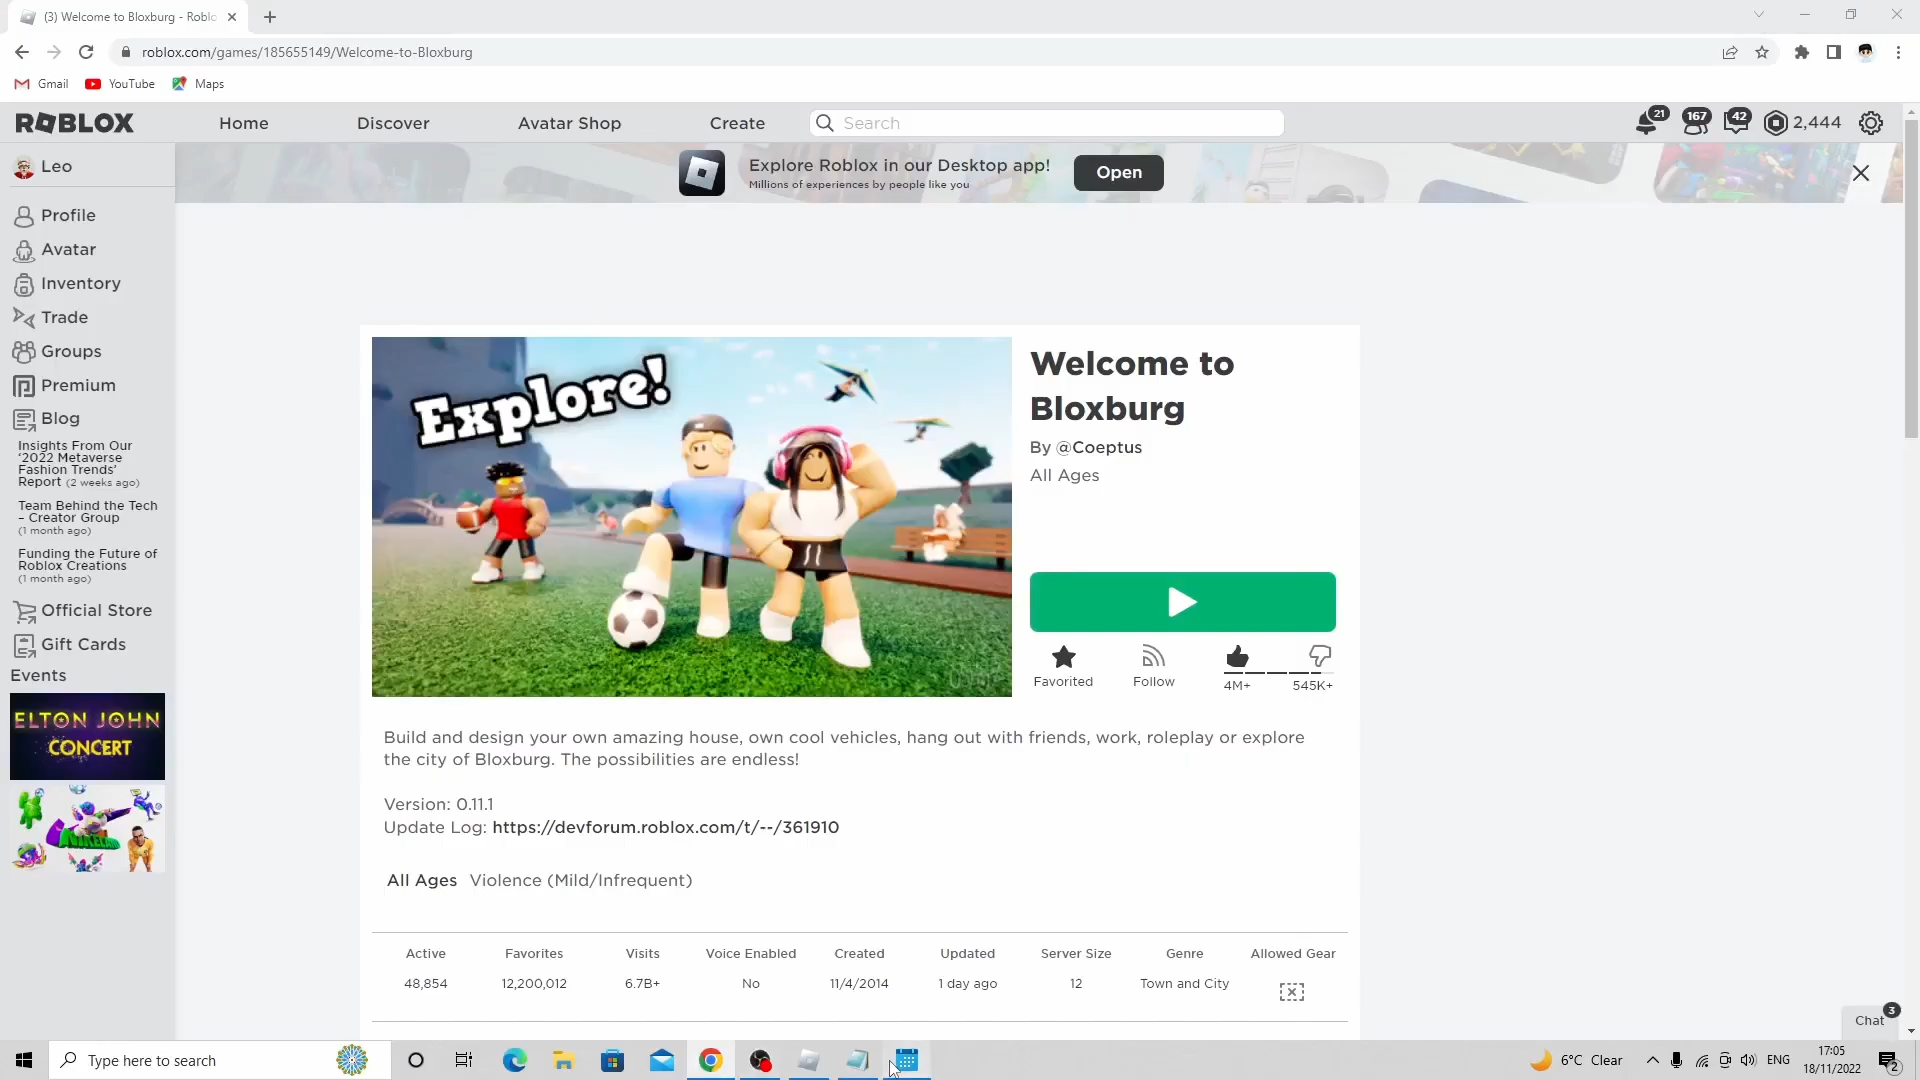 (3) Welcome to Bloxburg - Roblo
roblox.com/games/185655149/Welcome-to-Bloxburg
Gmail
YouTube
Maps
ROBLOX
Home
Discover
Avatar Shop
Create
Search
21
167
42
2,444
Leo
Explore Roblox in our Desktop app!
Millions of experiences by people like you
Open
Profile
Avatar
Inventory
Trade
Groups
Premium
Blog
Insights From Our
'2022 Metaverse
Fashion Trends'
Report (2 weeks ago)
Team Behind the Tech
– Creator Group
(1 month ago)
Funding the Future of
Roblox Creations
(1 month ago)
Official Store
Gift Cards
Events
ELTON JOHN
CONCERT
Explore!
Welcome to
Bloxburg
By @Coeptus
All Ages
Favorited
Follow
4M+
545K+
Build and design your own amazing house, own cool vehicles, hang out with friends, work, roleplay or explore
the city of Bloxburg. The possibilities are endless!
Version: 0.11.1
Update Log: https://devforum.roblox.com/t/--/361910
All Ages Violence (Mild/Infrequent)
Active Favorites Visits Voice Enabled Created Updated Server Size Genre Allowed Gear
48,854 12,200,012 6.7B+ No 11/4/2014 1 day ago 12 Town and City
Chat
3
Type here to search
6°C Clear
ENG
17:05
18/11/2022
2